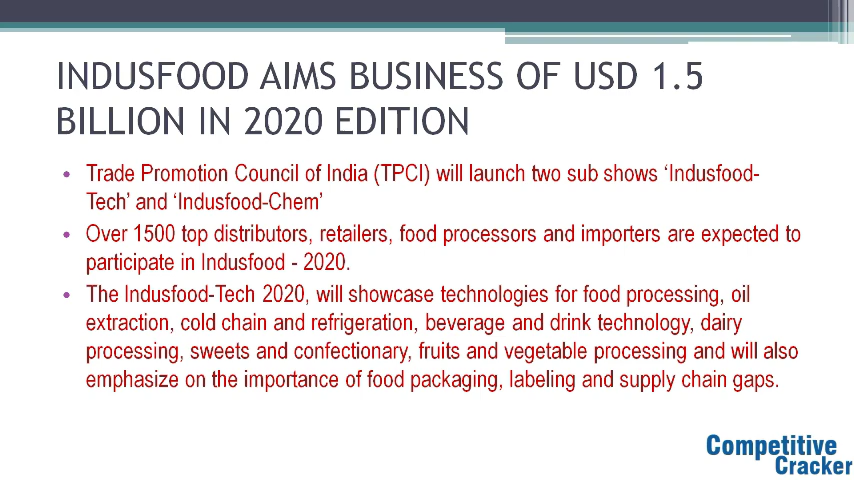 INDUSFOOD AIMS BUSINESS OF USD 1.5
BILLION IN 2020 EDITION
• Trade Promotion Council of India (TPCI) will launch two sub shows ‘Indusfood-
Tech’ and ‘Indusfood-Chem’
• Over 1500 top distributors, retailers, food processors and importers are expected to
participate in Indusfood - 2020.
• The Indusfood-Tech 2020, will showcase technologies for food processing, oil
extraction, cold chain and refrigeration, beverage and drink technology, dairy
processing, sweets and confectionary, fruits and vegetable processing and will also
emphasize on the importance of food packaging, labeling and supply chain gaps.
Competitive
Cracker